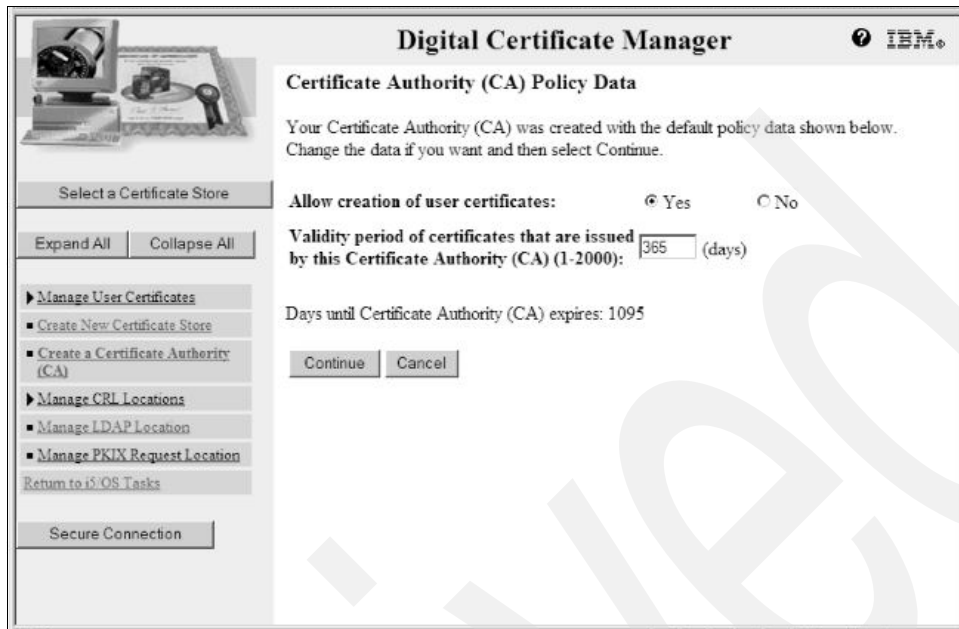 Digital Certificate Manager
IBM
Certificate Authority (CA) Policy Data
Your Certificate Authority (CA) was created with the default policy data shown below.
Change the data if you want and then select Continue.
Select a Certificate Store
Allow creation of user certificates: Yes No
Expand All Collapse All
Validity period of certificates that are issued
by this Certificate Authority (CA) (1-2000): 365 (days)
Manage User Certificates
Create New Certificate Store
Create a Certificate Authority
(CA)
Manage CRL Locations
Manage LDAP Location
Manage PKIX Request Location
Return to i5/OS Tasks
Secure Connection
Days until Certificate Authority (CA) expires: 1095
Continue Cancel